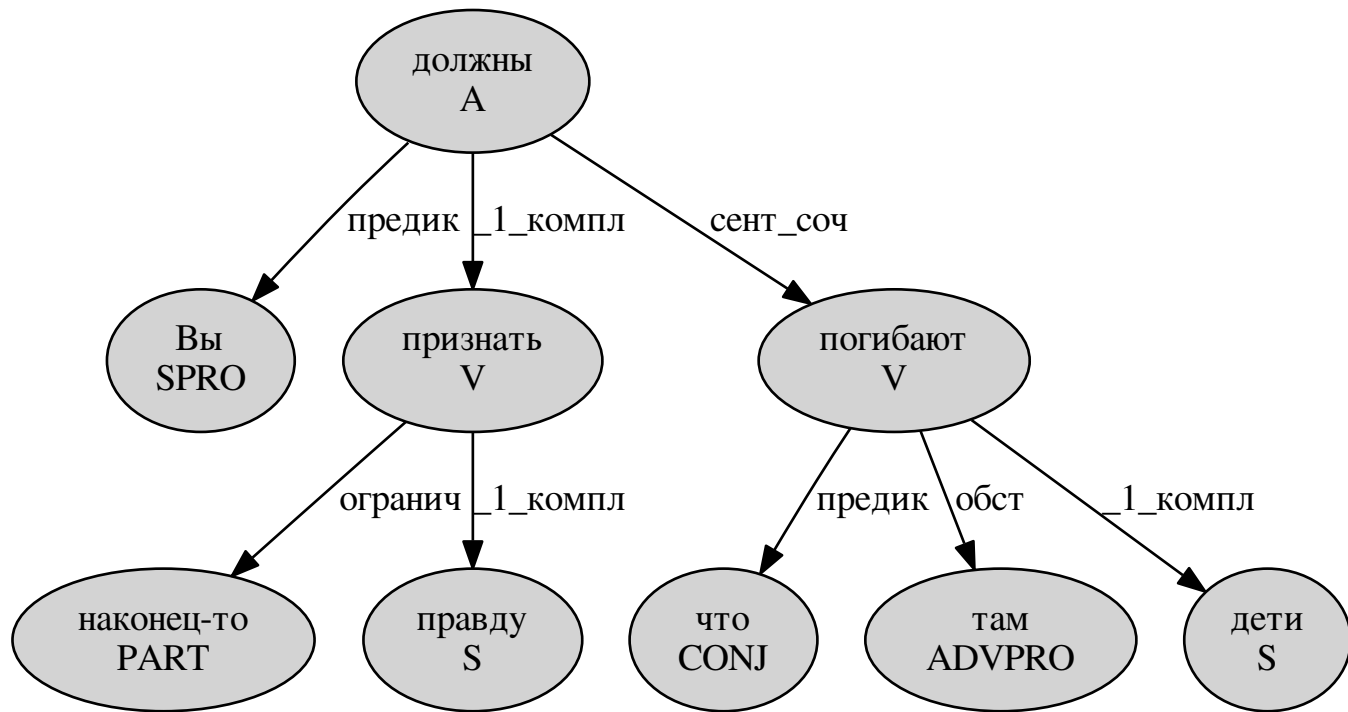 должны
A
предик
_1_компл
сент_соч
Вы
SPRO
признать
V
погибают
V
огранич
_1_компл
предик
обст
_1_компл
наконец-то
PART
правду
S
что
CONJ
там
ADVPRO
дети
S